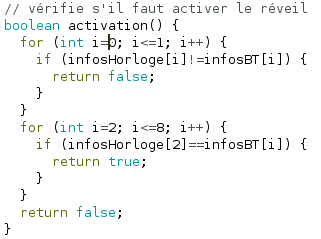 // vérifie s'il faut activer le réveil
boolean activation() {
  for (int i=0; i<=1; i++) {
    if (infosHorloge[i]!=infosBT[i]) {
      return false;
    }
  }
  for (int i=2; i<=8; i++) {
    if (infosHorloge[2]==infosBT[i]) {
      return true;
    }
  }
  return false;
}